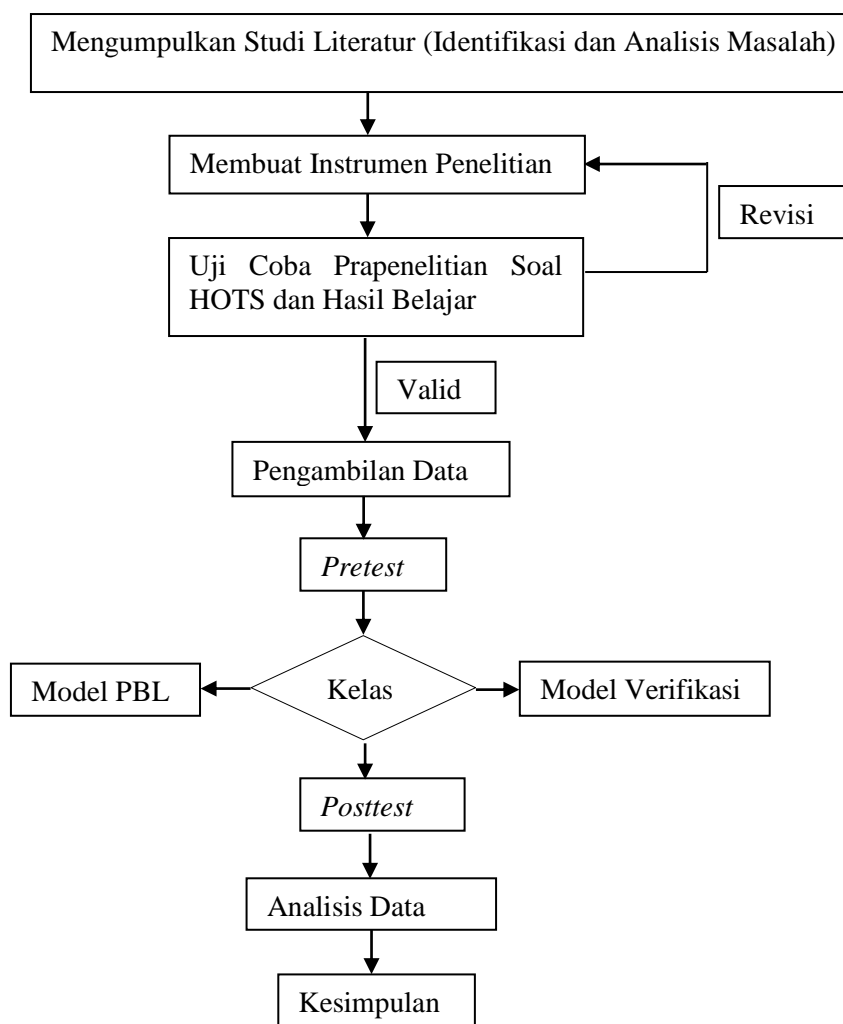 Mengumpulkan Studi Literatur (Identifikasi dan Analisis Masalah)
Membuat Instrumen Penelitian
Revisi
Uji Coba Prapenelitian Soal
HOTS dan Hasil Belajar
Valid
Pengambilan Data
Pretest
Model PBL
Kelas
Model Verifikasi
Posttest
Analisis Data
Kesimpulan